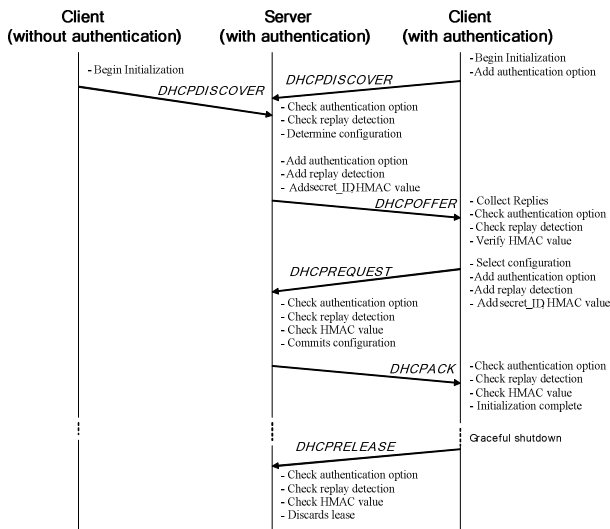 Client
(without authentication)
Server
(with authentication)
Client
(with authentication)
- Begin Initialization
DHCPDISCOVER
DHCPDISCOVER
- Begin Initialization
- Add authentication option
- Check authentication option
- Check replay detection
- Determine configuration
- Add authentication option
- Add replay detection
- Addsecret_ID,HMAC value
DHCPOFFER
- Collect Replies
- Check authentication option
- Check replay detection
- Verify HMAC value
DHCPREQUEST
- Select configuration
- Add authentication option
- Add replay detection
- Addsecret_ID,HMAC value
- Check authentication option
- Check replay detection
- Check HMAC value
- Commits configuration
DHCPACK
- Check authentication option
- Check replay detection
- Check HMAC value
- Initialization complete
Graceful shutdown
DHCPRELEASE
- Check authentication option
- Check replay detection
- Check HMAC value
- Discards lease